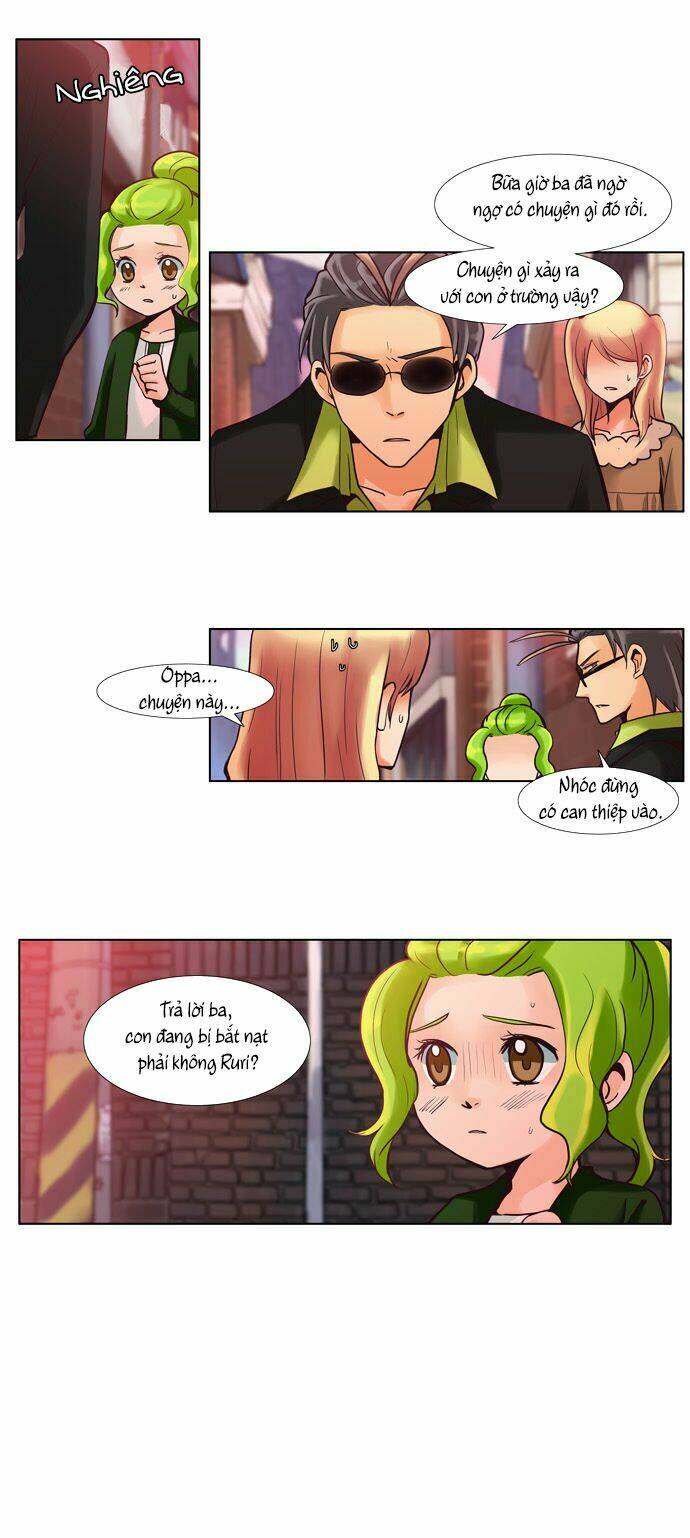 Nghiêng
Bữa giờ ba đã ngờ
ngợ có chuyện gì đó rồi.
Chuyện gì xảy ra
với con ở trường vậy?
Oppa...
chuyện này...
Nhóc đừng
có can thiệp vào.
Trả lời ba,
con đang bị bắt nạt
phải không Ruri?